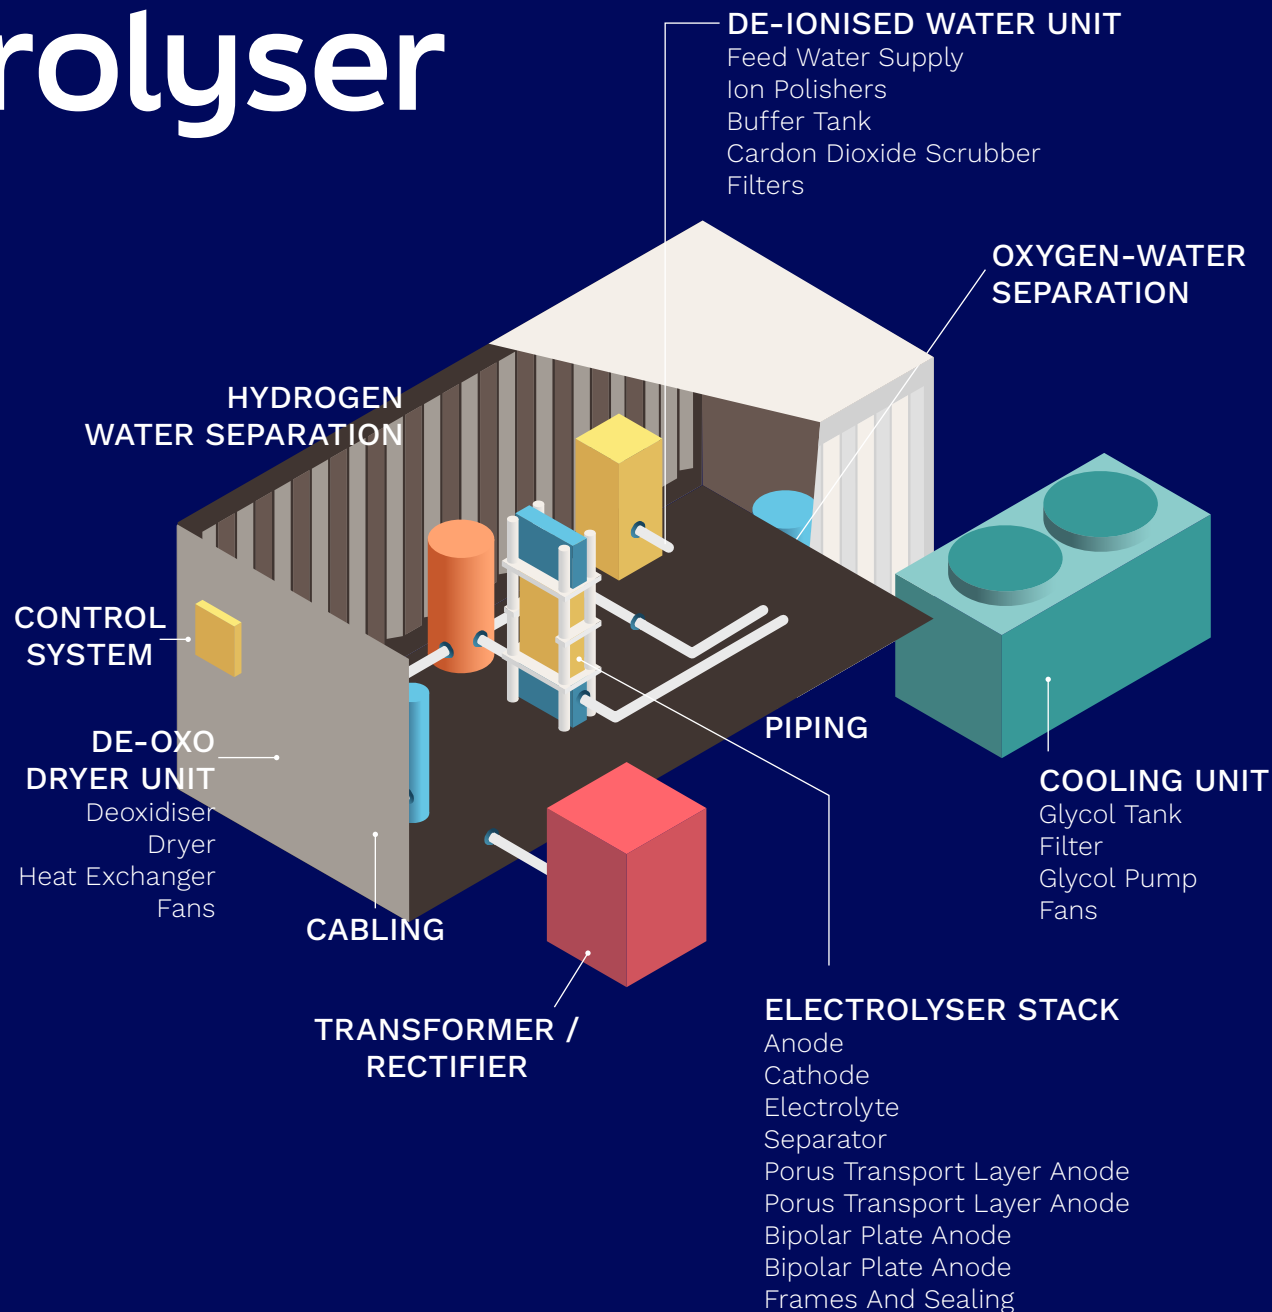 rolyser
DE-IONISED WATER UNIT
Feed Water Supply
Ion Polishers
Buffer Tank
Cardon Dioxide Scrubber
Filters
OXYGEN-WATER
SEPARATION
HYDROGEN
WATER SEPARATION
CONTROL
SYSTEM
DE-OXO
DRYER UNIT
Deoxidiser
Dryer
Heat Exchanger
Fans
CABLING
PIPING
COOLING UNIT
Glycol Tank
Filter
Glycol Pump
Fans
TRANSFORMER /
RECTIFIER
ELECTROLYSER STACK
Anode
Cathode
Electrolyte
Separator
Porus Transport Layer Anode
Porus Transport Layer Anode
Bipolar Plate Anode
Bipolar Plate Anode
Frames And Sealing